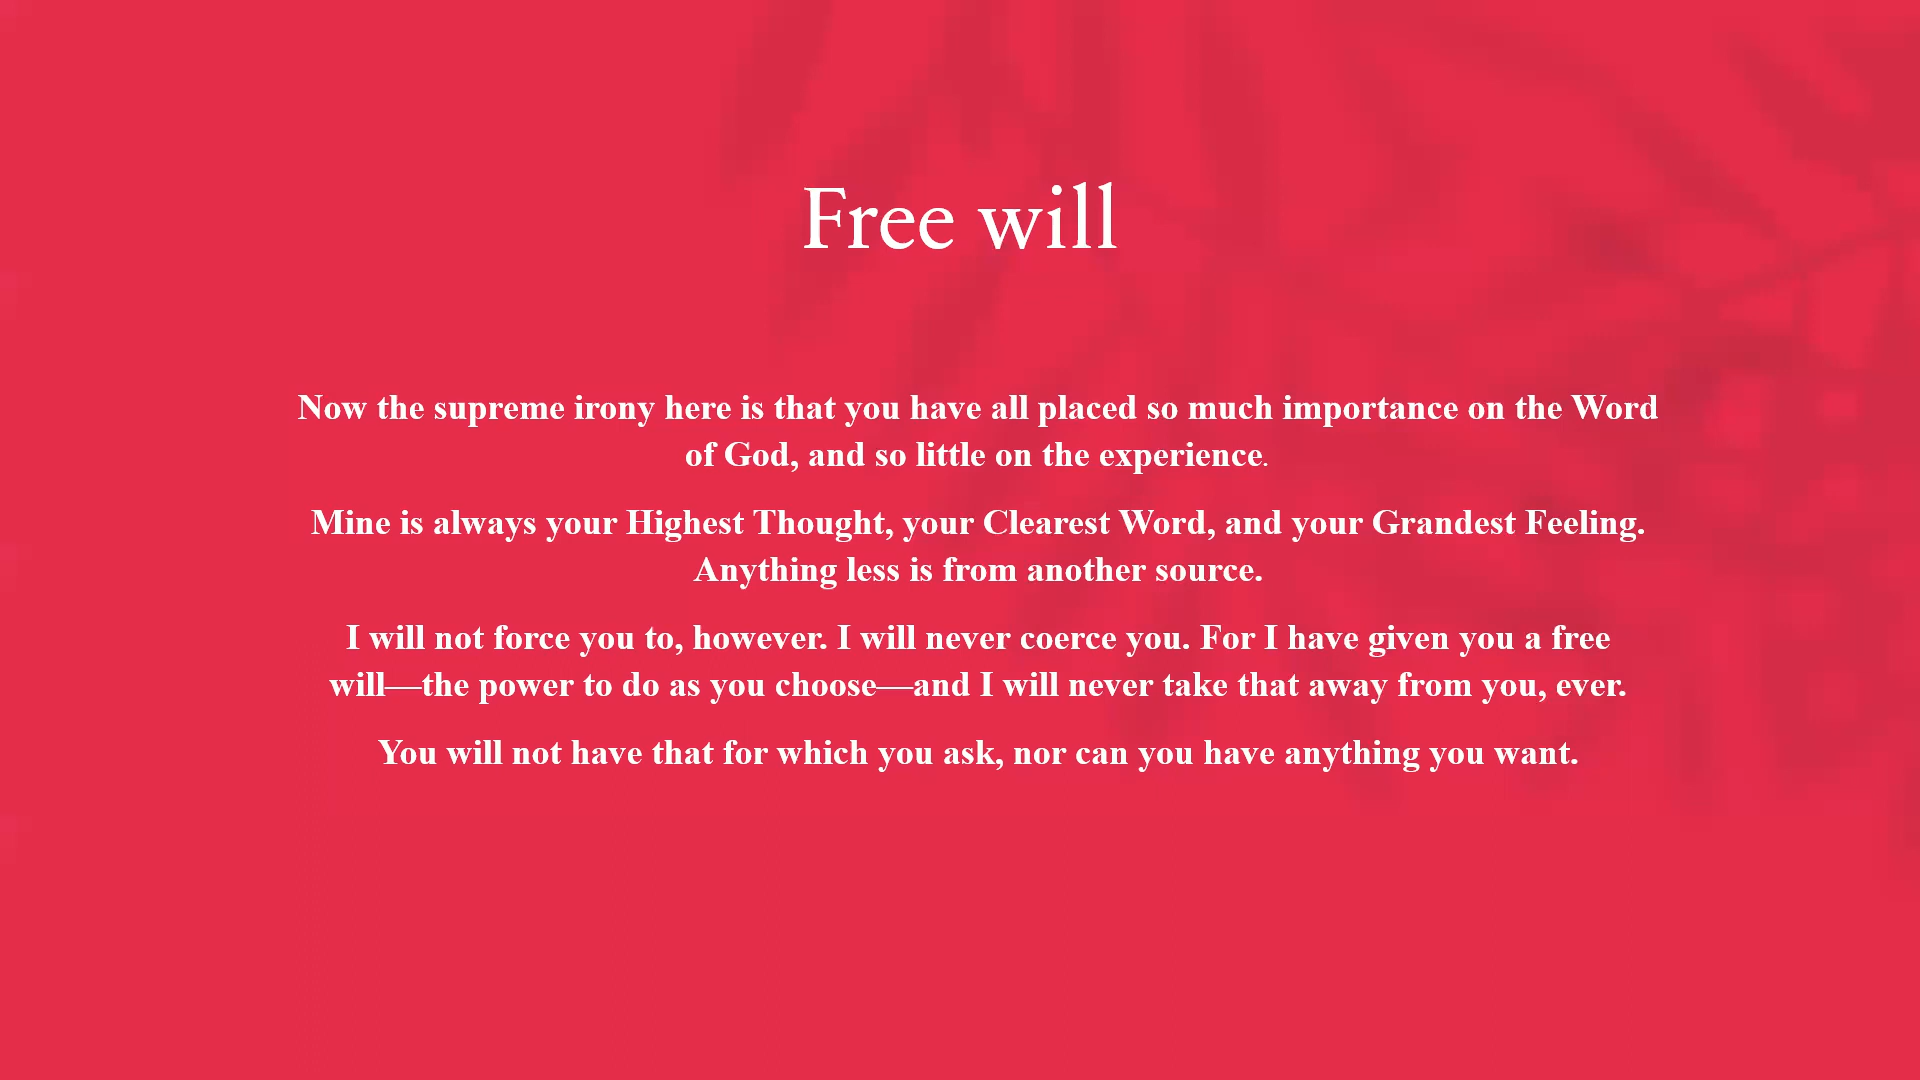 Free will
Now the supreme irony here is that you have all placed so much importance on the Word
of God, and so little on the experience.
Mine is always your Highest Thought, your Clearest Word, and your Grandest Feeling.
Anything less is from another source.
I will not force you to, however. I will never coerce you. For I have given you a free
will—the power to do as you choose—and I will never take that away from you, ever.
You will not have that for which you ask, nor can you have anything you want.